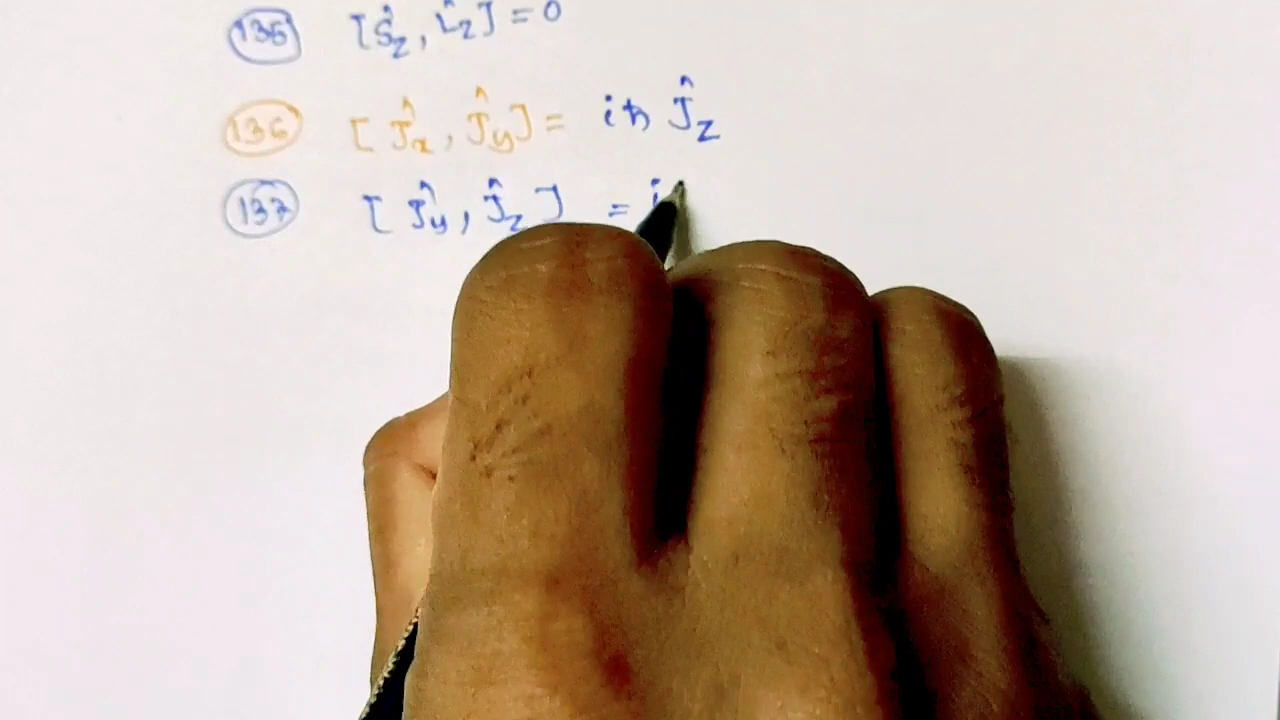 135 [Ŝz, L̂z] = 0
136 [Ĵx, Ĵy] = iħ Ĵz
137 [Ĵy, Ĵz] = i